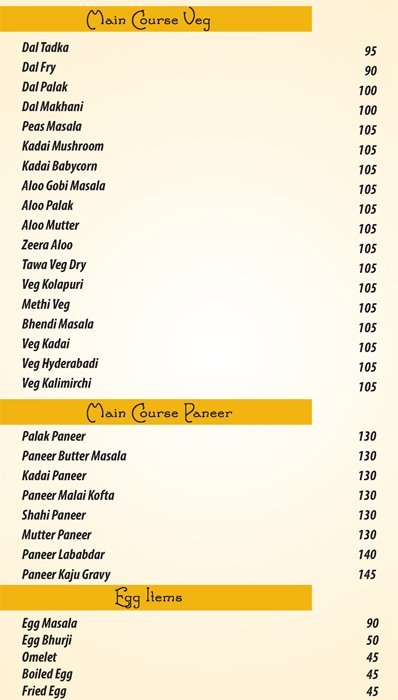 Main Course Veg
Dal Tadka 95
Dal Fry 90
Dal Palak 100
Dal Makhani 100
Peas Masala 105
Kadai Mushroom 105
Kadai Babycorn 105
Aloo Gobi Masala 105
Aloo Palak 105
Aloo Mutter 105
Zeera Aloo 105
Tawa Veg Dry 105
Veg Kolapuri 105
Methi Veg 105
Bhendi Masala 105
Veg Kadai 105
Veg Hyderabadi 105
Veg Kalimirchi 105
Main Course Paneer
Palak Paneer 130
Paneer Butter Masala 130
Kadai Paneer 130
Paneer Malai Kofta 130
Shahi Paneer 130
Mutter Paneer 130
Paneer Lababdar 140
Paneer Kaju Gravy 145
Egg Items
Egg Masala 90
Egg Bhurji 50
Omelet 45
Boiled Egg 45
Fried Egg 45